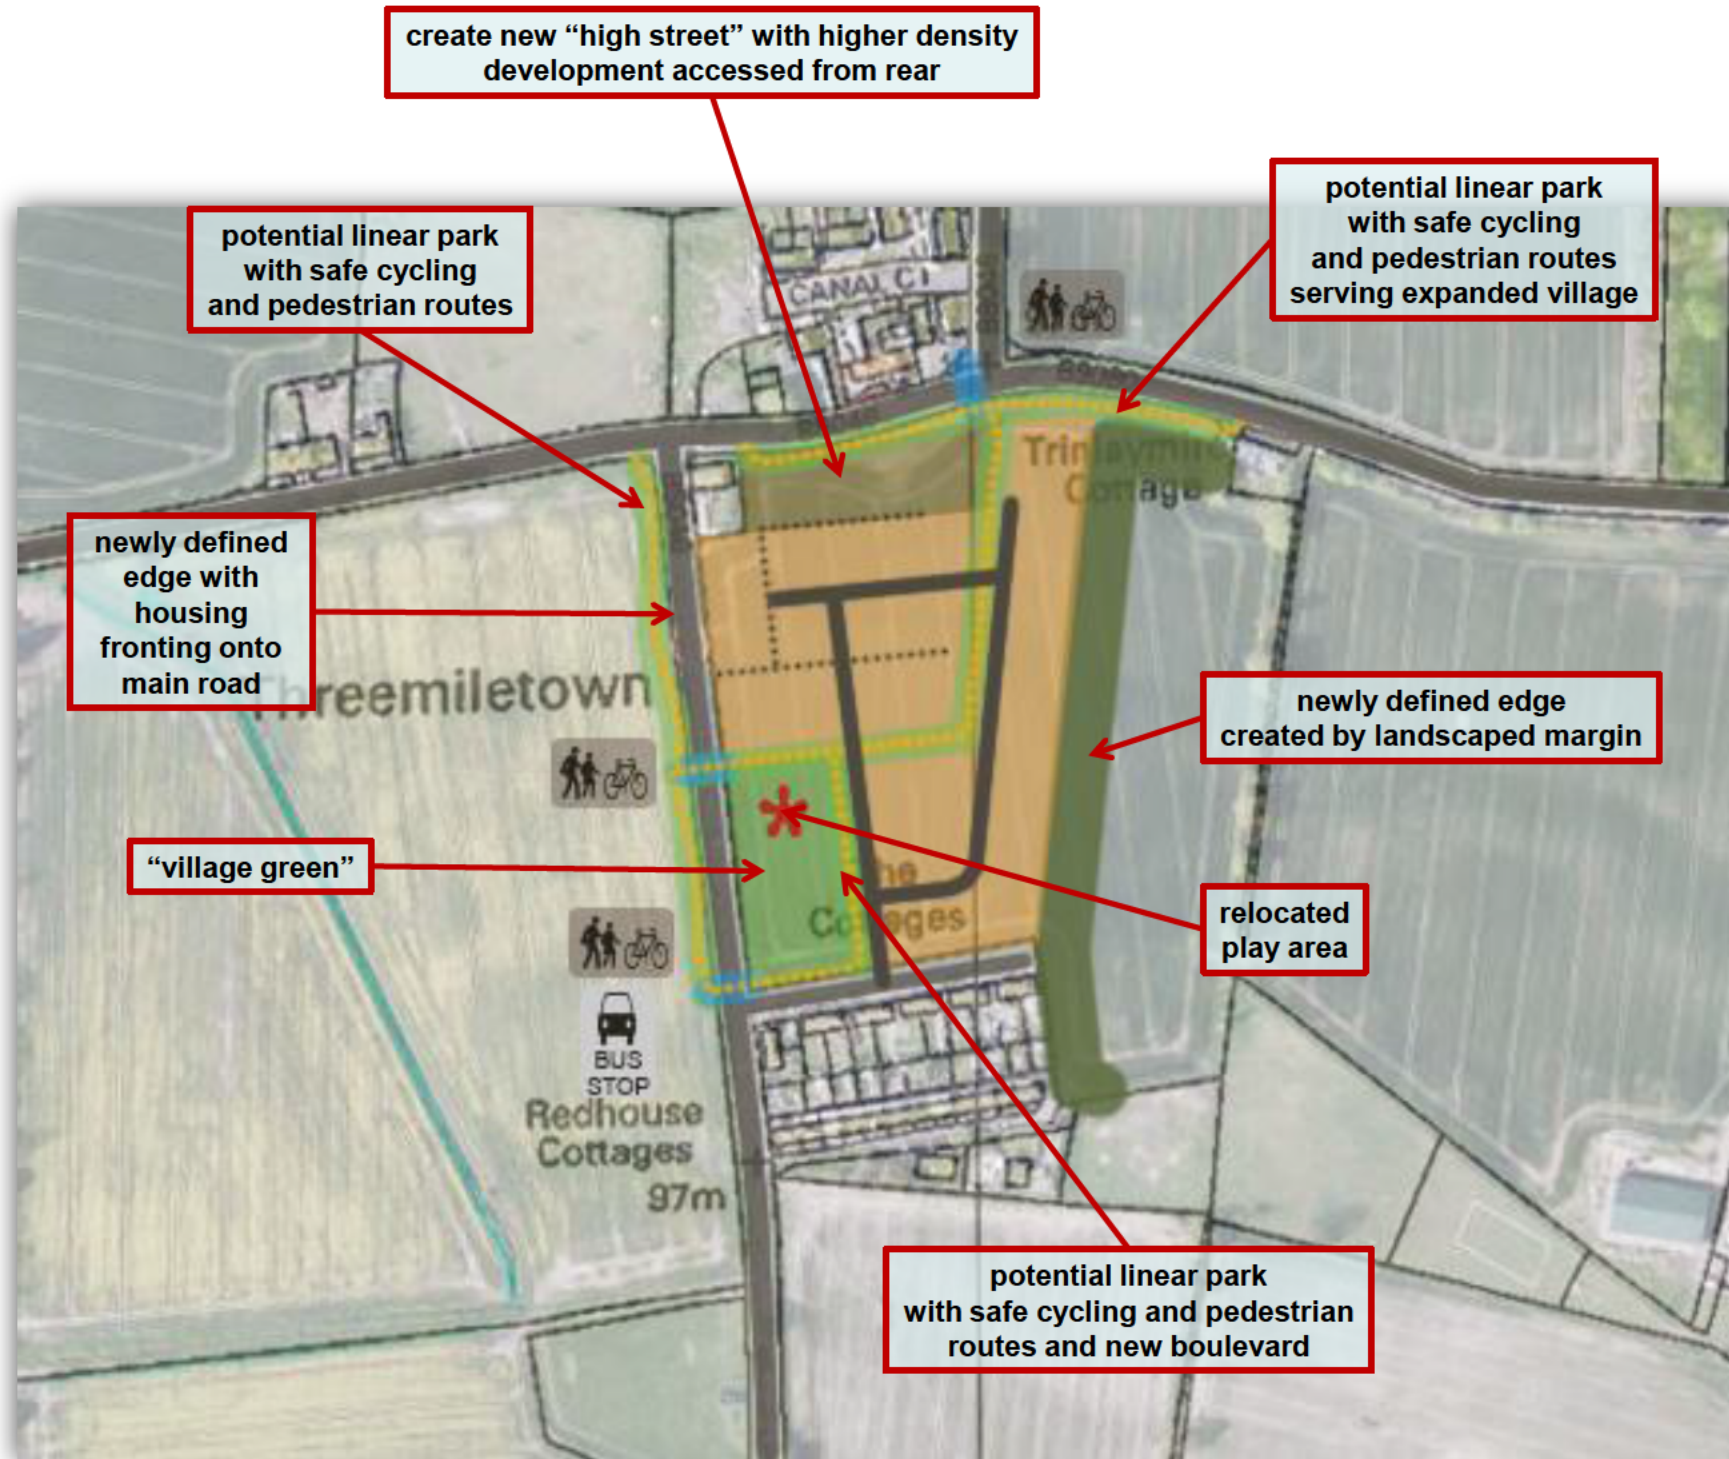 create new “high street” with higher density
development accessed from rear
potential linear park
with safe cycling
and pedestrian routes
serving expanded village
potential linear park
with safe cycling
and pedestrian routes
CANAL
newly defined
edge with
housing
fronting onto
main road
Cottage
Threemiletown
newly defined edge
created by landscaped margin
“village green”
Cottages
relocated
play area
BUS
STOP
Redhouse
Cottages
97m
potential linear park
with safe cycling and pedestrian
routes and new boulevard